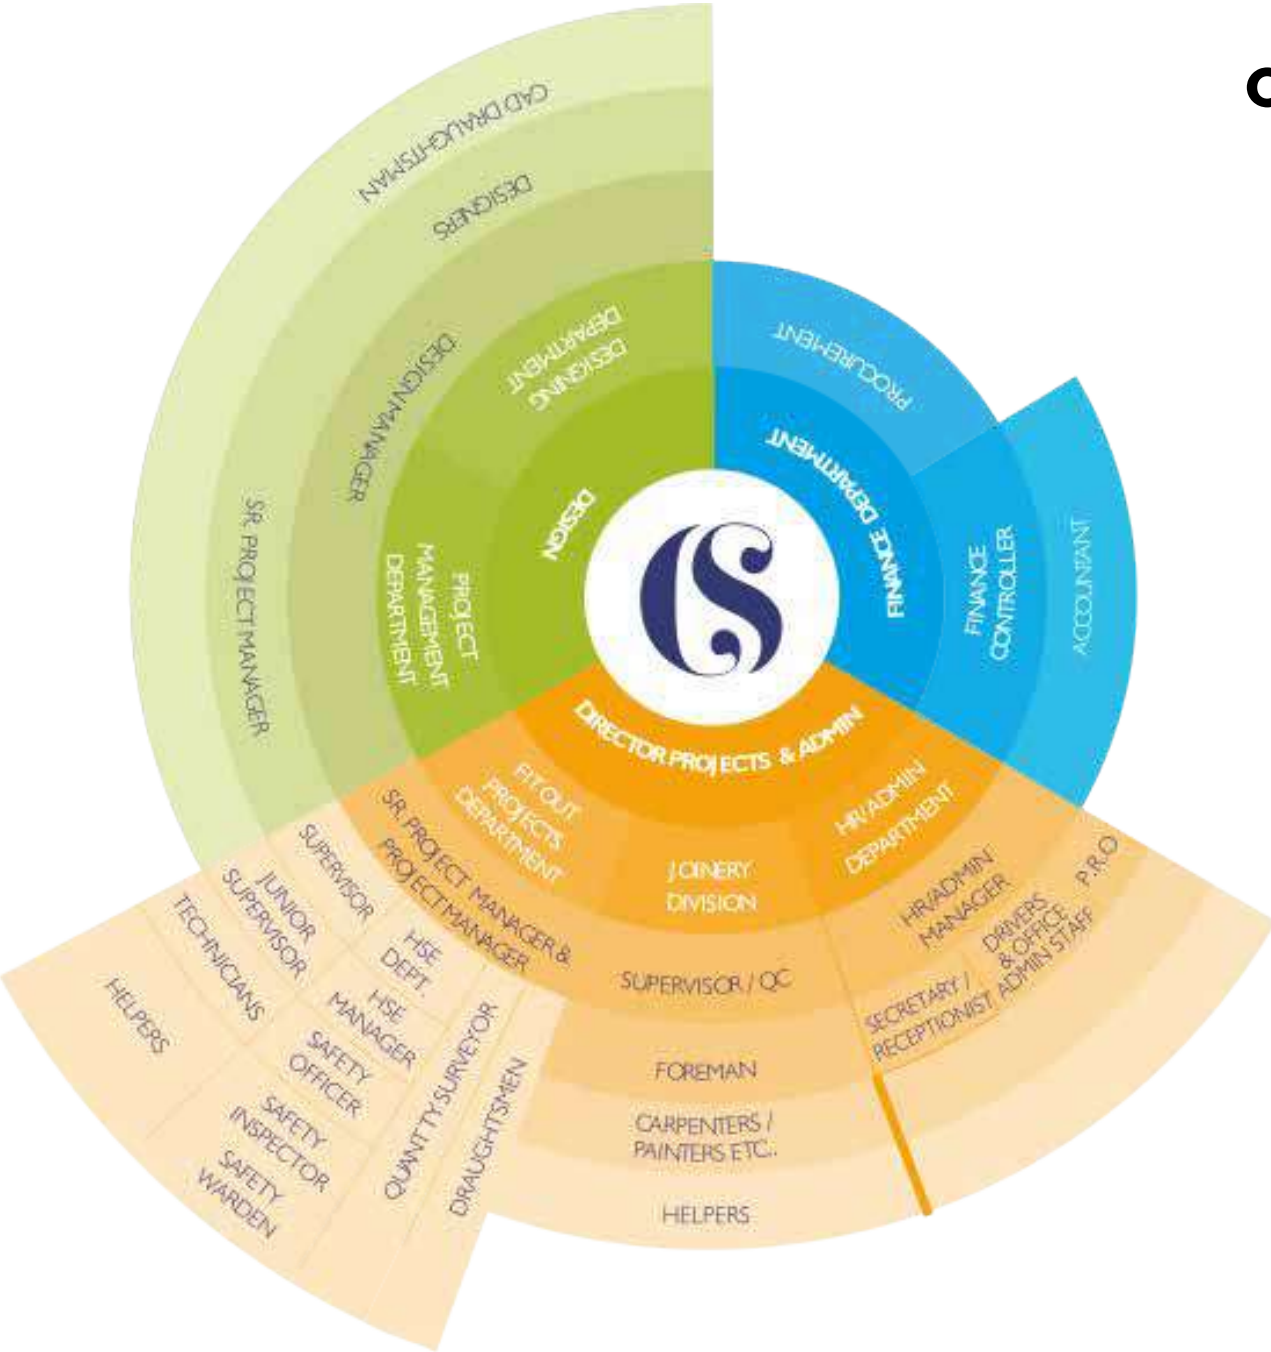 CAD DRAUGHTSMAN
DESIGNERS
DESIGN MANAGER
DESIGNING
DEPARTMENT
DESIGN
PROJECT
MANAGEMENT
DEPARTMENT
SR. PROJECT MANAGER
PROCUREMENT
FINANCE DEPARTMENT
FINANCE
CONTROLLER
ACCOUNTANT
DIRECTOR PROJECTS & ADMIN
FIT OUT
PROJECTS
DEPARTMENT
SR. PROJECT MANAGER &
PROJECT MANAGER
SUPERVISOR
JUNIOR
SUPERVISOR
TECHNICIANS
HELPERS
HSE
DEPT.
HSE
MANAGER
SAFETY
OFFICER
SAFETY
INSPECTOR
SAFETY
WARDEN
QUANTITY SURVEYOR
DRAUGHTSMEN
JOINERY
DIVISION
SUPERVISOR / QC
FOREMAN
CARPENTERS /
PAINTERS ETC..
HELPERS
HR/ADMIN
DEPARTMENT
HR/ADMIN
MANAGER
SECRETARY /
RECEPTIONIST
DRIVERS
& OFFICE
ADMIN STAFF
P.R.O